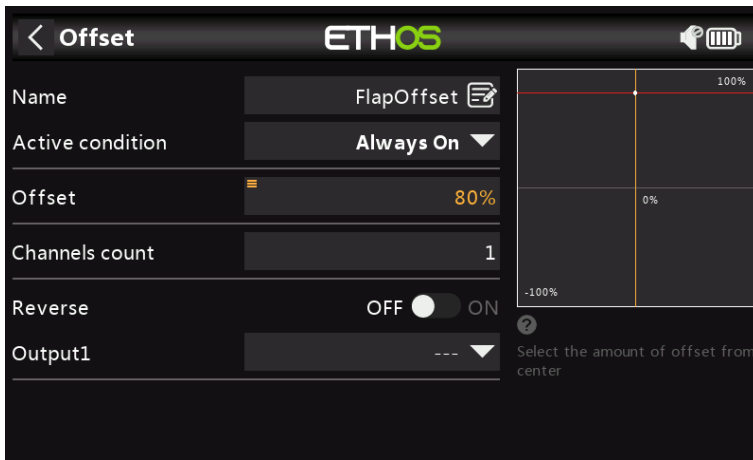 Offset
ETHOS
Name
FlapOffset
Active condition
Always On
Offset
80%
Channels count
1
Reverse
OFF ON
Output1
---
100%
0%
-100%
?
Select the amount of offset from
center